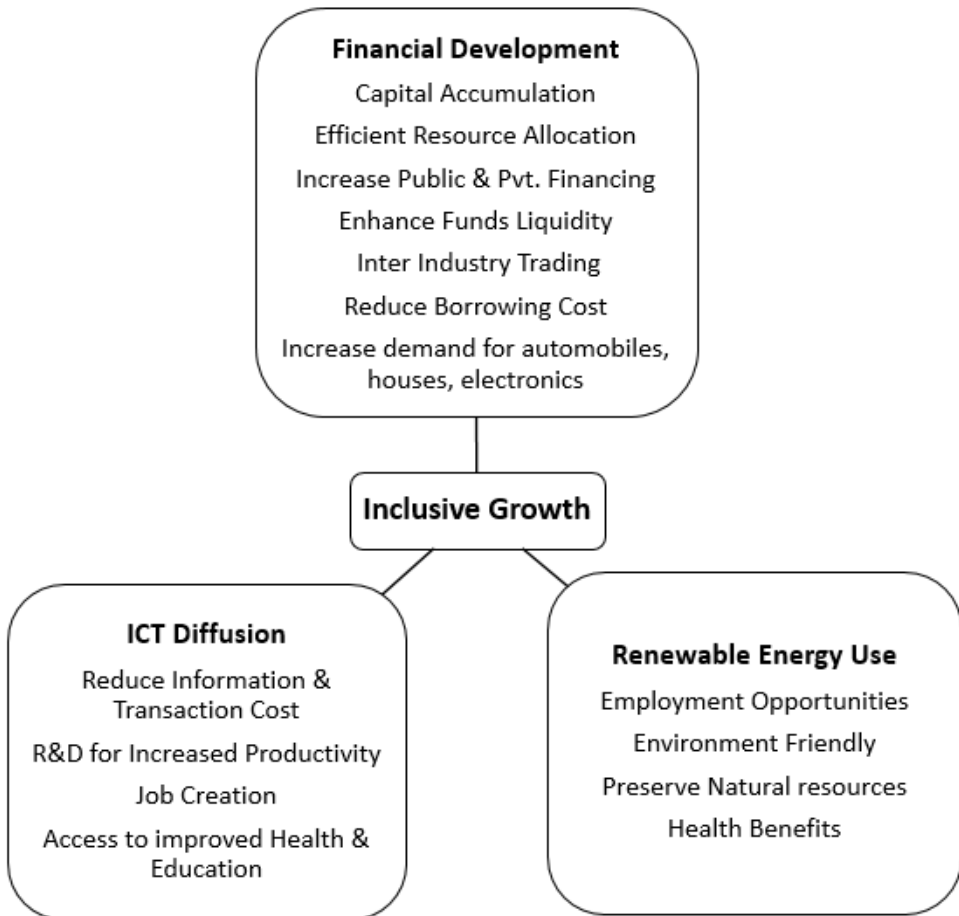 Financial Development
Capital Accumulation
Efficient Resource Allocation
Increase Public & Pvt. Financing
Enhance Funds Liquidity
Inter Industry Trading
Reduce Borrowing Cost
Increase demand for automobiles,
houses, electronics
Inclusive Growth
ICT Diffusion
Reduce Information &
Transaction Cost
R&D for Increased Productivity
Job Creation
Access to improved Health &
Education
Renewable Energy Use
Employment Opportunities
Environment Friendly
Preserve Natural resources
Health Benefits